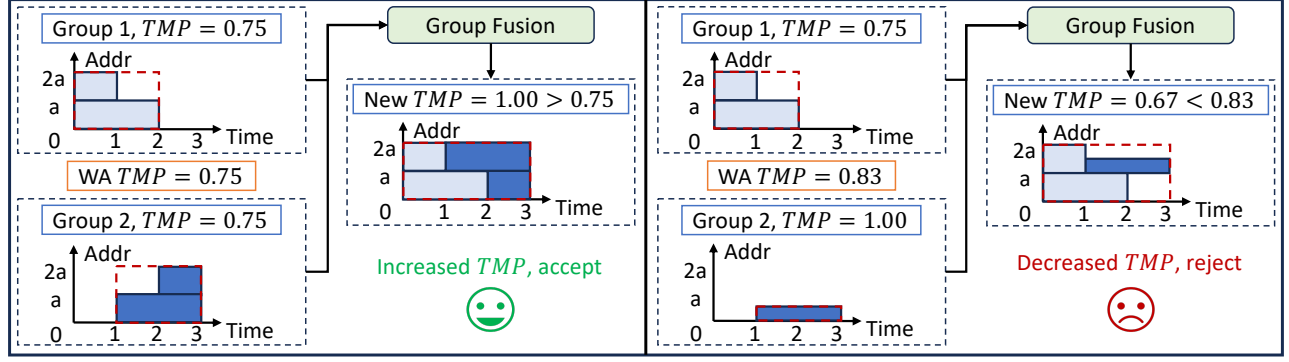 Group 1, TMP = 0.75
Addr
2a
a
0
1
2
3
Time
WA TMP = 0.75
Group 2, TMP = 0.75
Addr
2a
a
0
1
2
3
Time
Group Fusion
New TMP = 1.00 > 0.75
Addr
2a
a
0
1
2
3
Time
Increased TMP, accept
Group 1, TMP = 0.75
Addr
2a
a
0
1
2
3
Time
WA TMP = 0.83
Group 2, TMP = 1.00
Addr
2a
a
0
1
2
3
Time
Group Fusion
New TMP = 0.67 < 0.83
Addr
2a
a
0
1
2
3
Time
Decreased TMP, reject